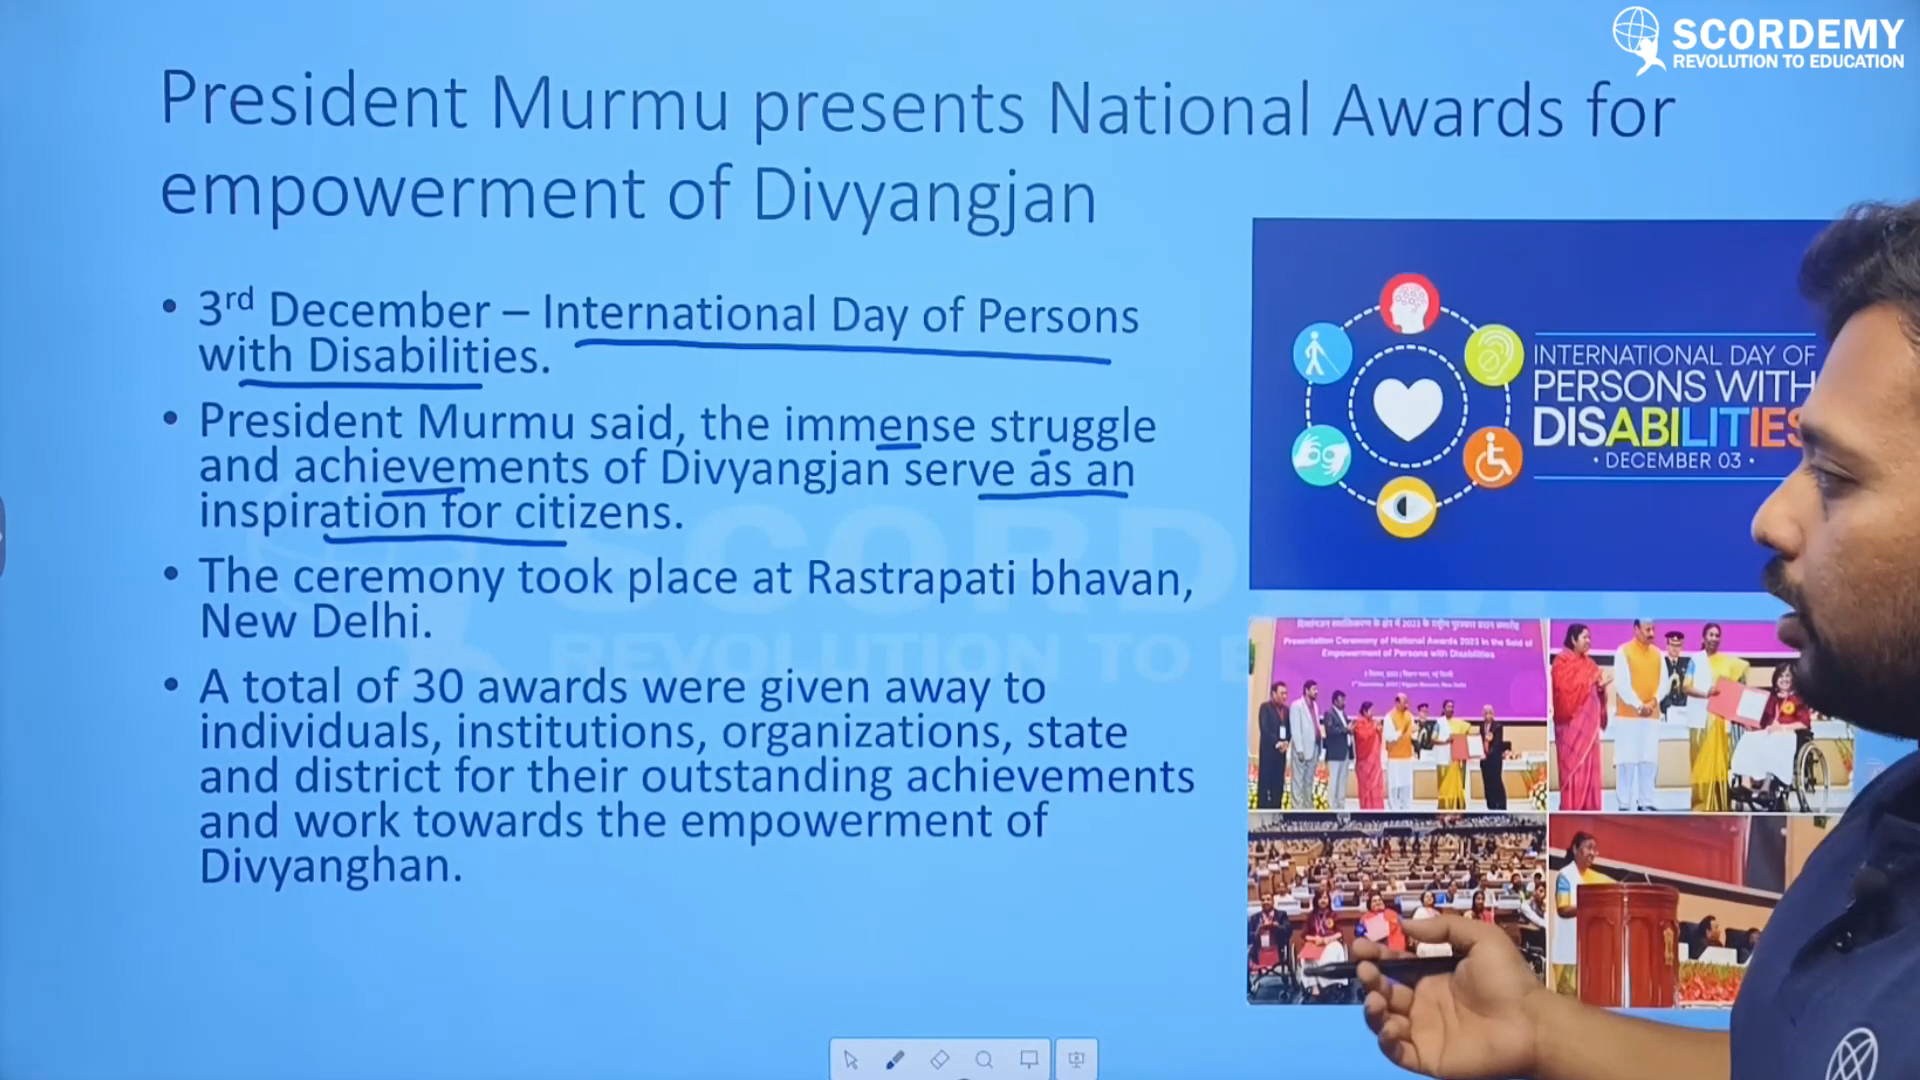 SCORDEMY
REVOLUTION TO EDUCATION
President Murmu presents National Awards for
empowerment of Divyangjan
• 3rd December – International Day of Persons
with Disabilities.
• President Murmu said, the immense struggle
and achievements of Divyangjan serve as an
inspiration for citizens.
• The ceremony took place at Rastrapati bhavan,
New Delhi.
• A total of 30 awards were given away to
individuals, institutions, organizations, state
and district for their outstanding achievements
and work towards the empowerment of
Divyanghan.
INTERNATIONAL DAY OF
PERSONS WITH
DISABILITIES
• DECEMBER 03 •
Presentation Ceremony of National Awards 2023 in the field of
Empowerment of Persons with Disabilities
SCORDEMY
REVOLUTION TO E